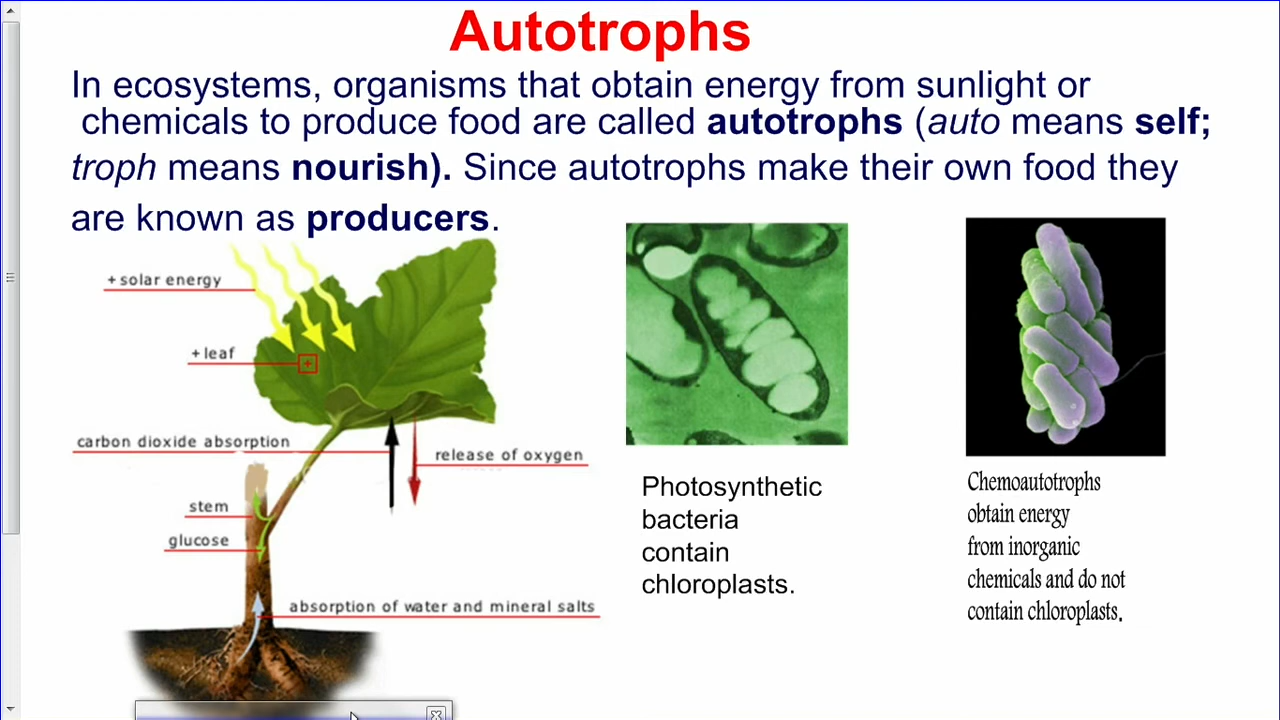 Autotrophs
In ecosystems, organisms that obtain energy from sunlight or
chemicals to produce food are called autotrophs (auto means self;
troph means nourish). Since autotrophs make their own food they
are known as producers.
+ solar energy
+ leaf
carbon dioxide absorption
release of oxygen
stem
glucose
absorption of water and mineral salts
Photosynthetic
bacteria
contain
chloroplasts.
Chemoautotrophs
obtain energy
from inorganic
chemicals and do not
contain chloroplasts.